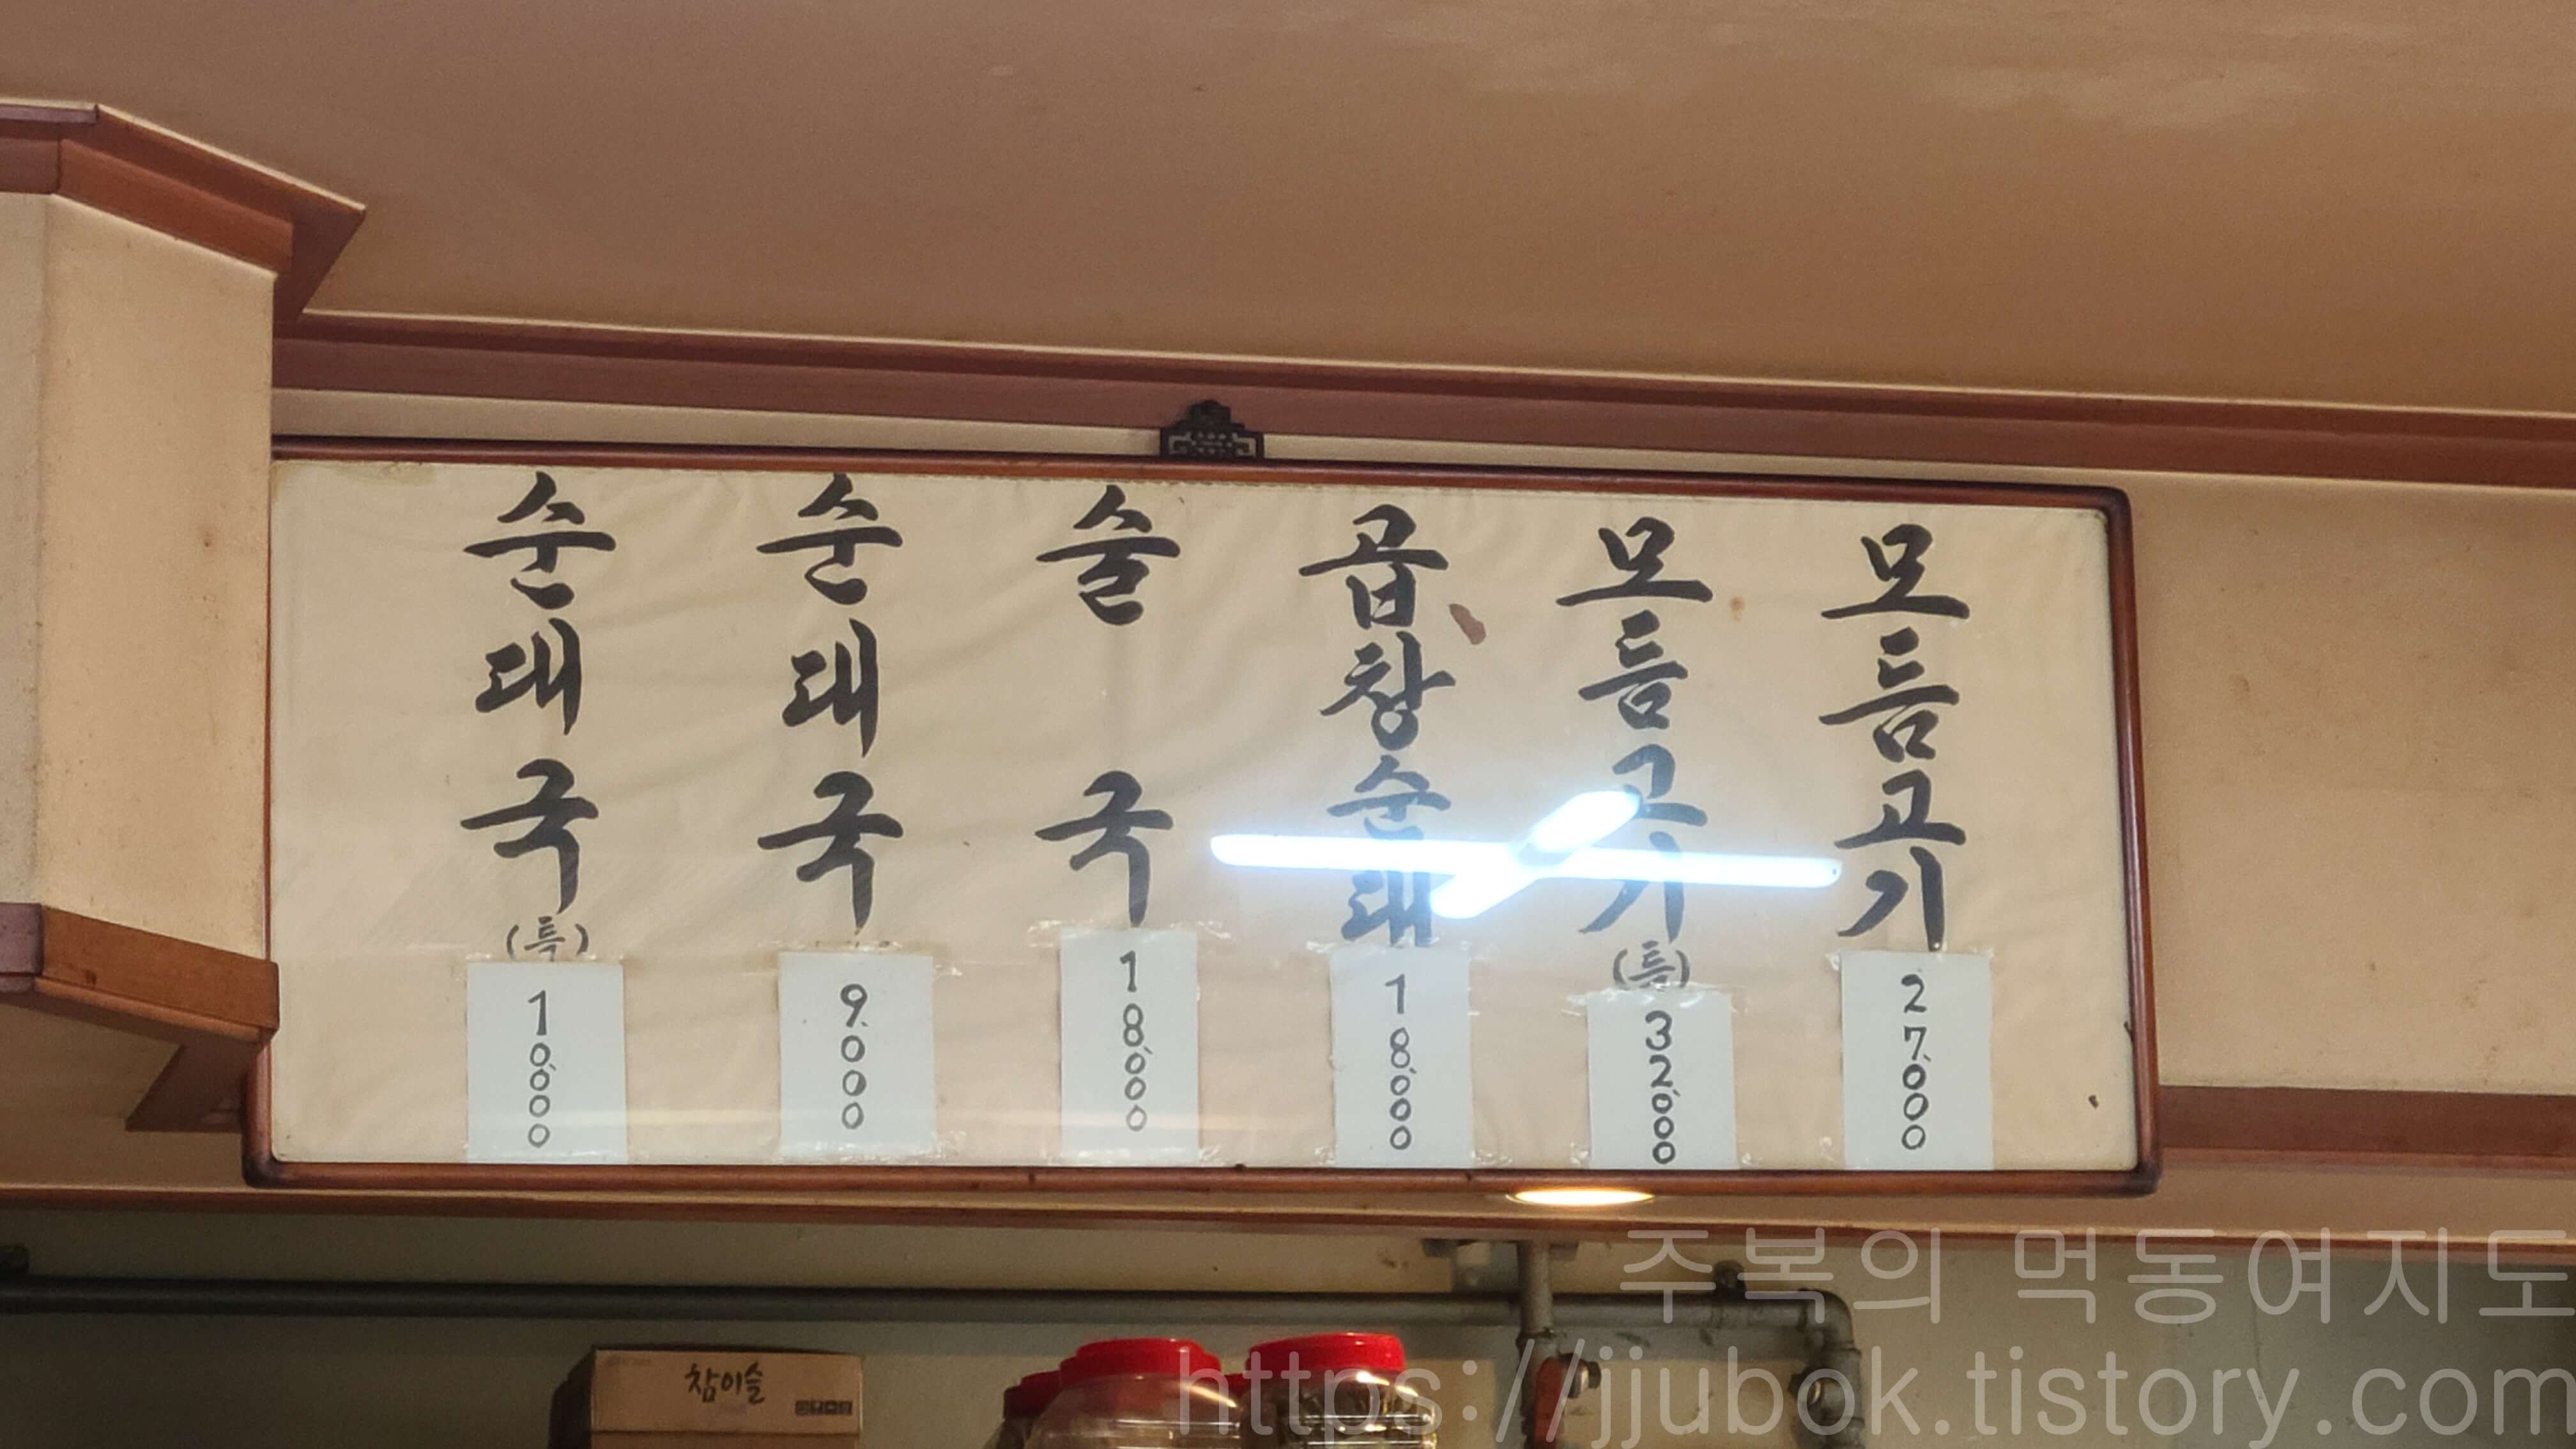 순대국(특) 10,000
순대국 9,000
술국 18,000
곱창순대 18,000
모듬고기(특) 32,000
모듬고기 27,000
참이슬
주복의 먹동여지도
https://jjubok.tistory.com